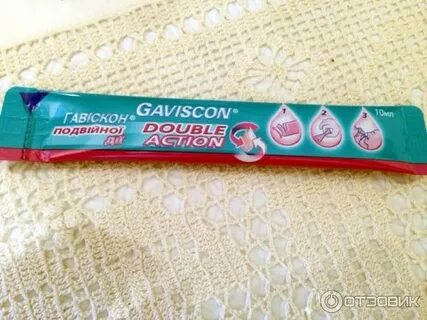 ГАВІСКОН®
ПОДВІЙНОЇ
ДІЇ
GAVISCON®
DOUBLE
ACTION
1
2
3
10мл
ОТЗОВИК